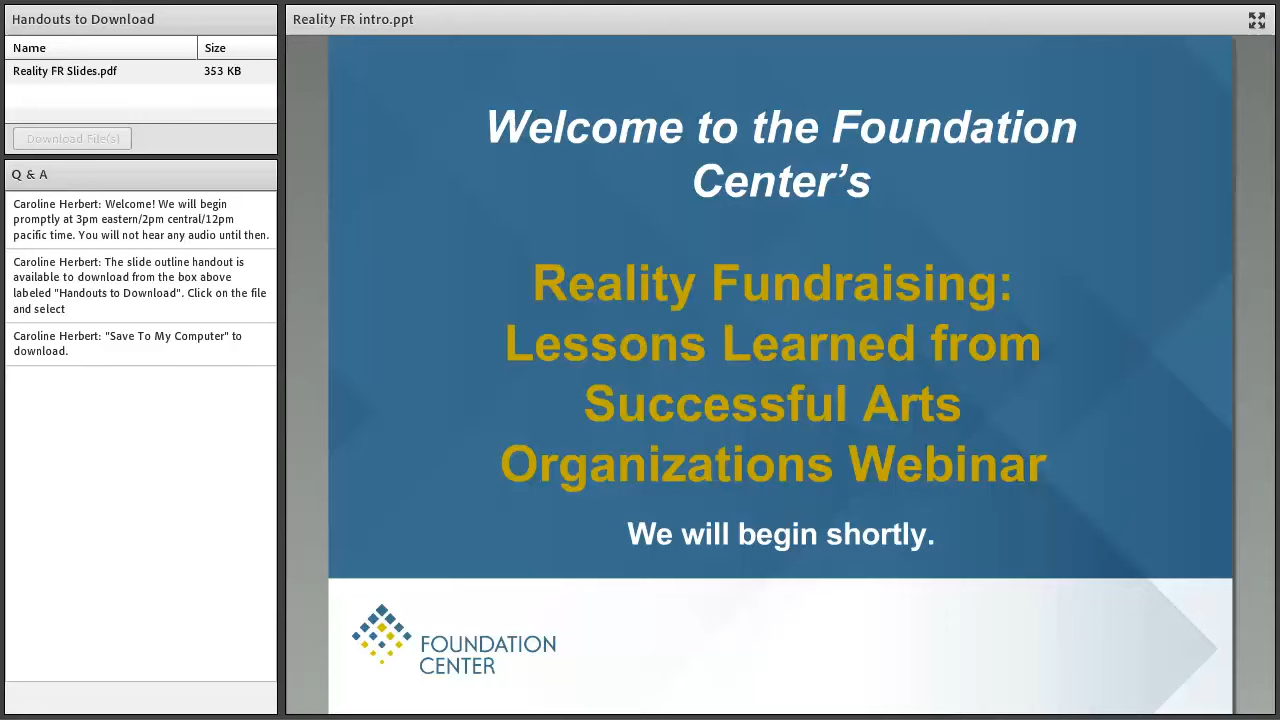 Handouts to Download
Name Size
Reality FR Slides.pdf 353 KB
Download File(s)
Q & A
Caroline Herbert: Welcome! We will begin
promptly at 3pm eastern/2pm central/12pm
pacific time. You will not hear any audio until then.
Caroline Herbert: The slide outline handout is
available to download from the box above
labeled "Handouts to Download". Click on the file
and select
Caroline Herbert: "Save To My Computer" to
download.
Reality FR intro.ppt
Welcome to the Foundation
Center’s
Reality Fundraising:
Lessons Learned from
Successful Arts
Organizations Webinar
We will begin shortly.
FOUNDATION
CENTER